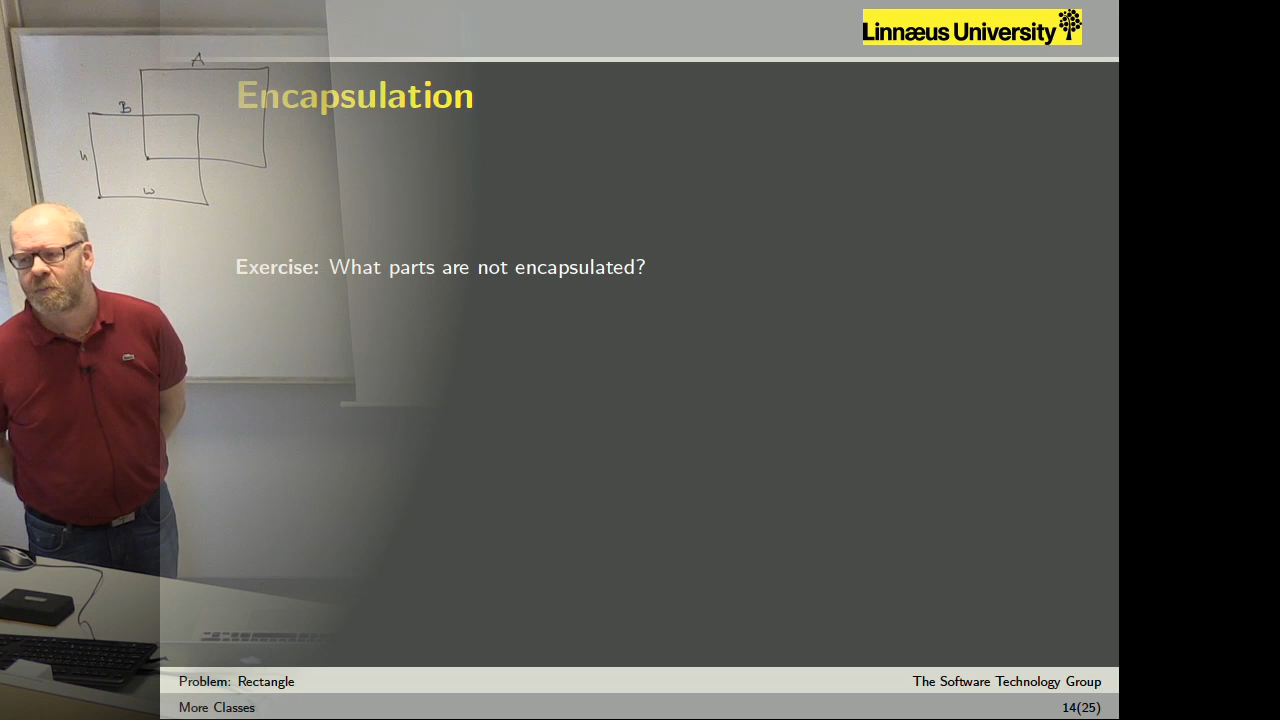 Linnæus University
A
Encapsulation
B
h
Exercise: What parts are not encapsulated?
w
Problem: Rectangle
The Software Technology Group
More Classes
14(25)